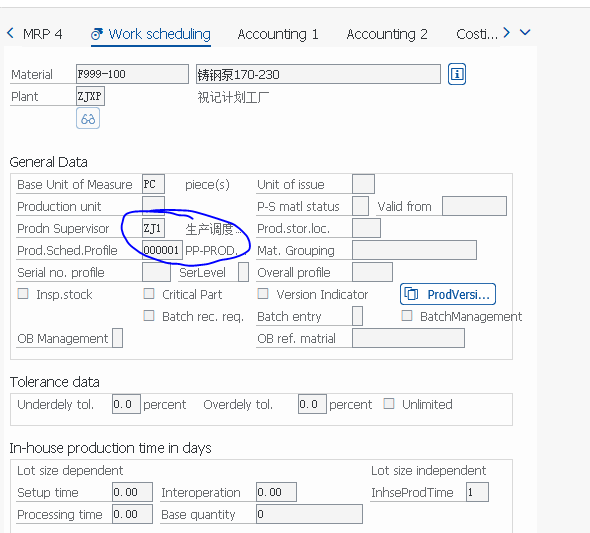 MRP 4 Work scheduling Accounting 1 Accounting 2 Costi...
Material F999-100 铸钢泵170-230
Plant ZJXP 祝记计划工厂
General Data
Base Unit of Measure PC piece(s) Unit of issue
Production unit P-S matl status Valid from
Prodn Supervisor ZJ1 生产调度... Prod.stor.loc.
Prod.Sched.Profile 000001 PP-PROD. Mat. Grouping
Serial no. profile SerLevel Overall profile
Insp.stock Critical Part Version Indicator ProdVersi...
Batch rec. req. Batch entry BatchManagement
OB Management OB ref. matrial
Tolerance data
Underdely tol. 0.0 percent Overdely tol. 0.0 percent Unlimited
In-house production time in days
Lot size dependent Lot size independent
Setup time 0.00 Interoperation 0.00 InhseProdTime 1
Processing time 0.00 Base quantity 0